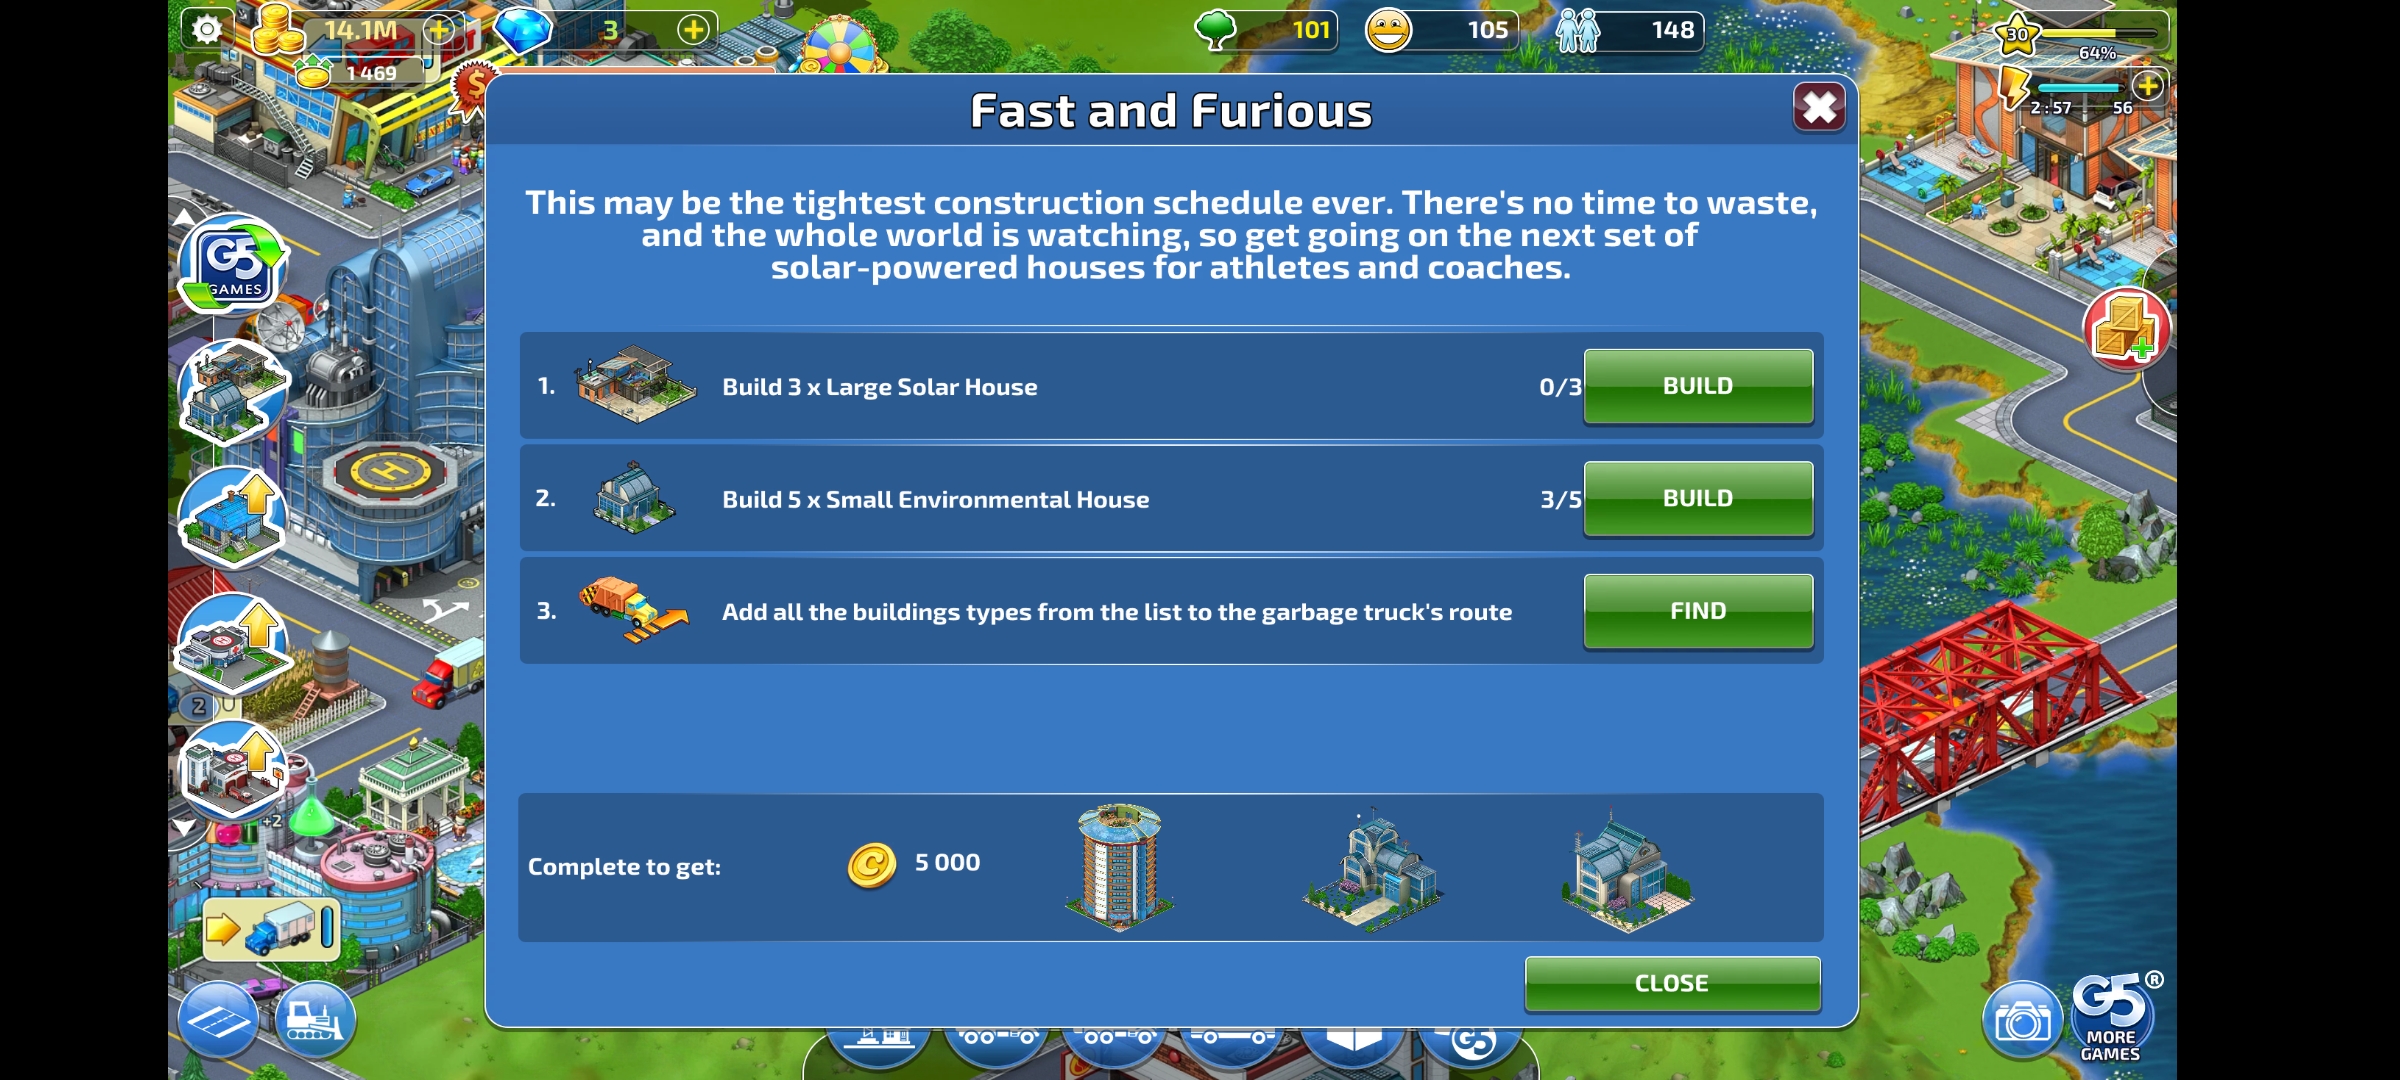 14.1M
3
101
105
148
30
64%
1 469
2:57
56
Fast and Furious
This may be the tightest construction schedule ever. There's no time to waste,
and the whole world is watching, so get going on the next set of
solar-powered houses for athletes and coaches.
G5
GAMES
1.
Build 3 x Large Solar House
0/3
BUILD
2.
Build 5 x Small Environmental House
3/5
BUILD
3.
Add all the buildings types from the list to the garbage truck's route
FIND
2
+2
Complete to get:
5 000
CLOSE
G5
G5®
MORE
GAMES